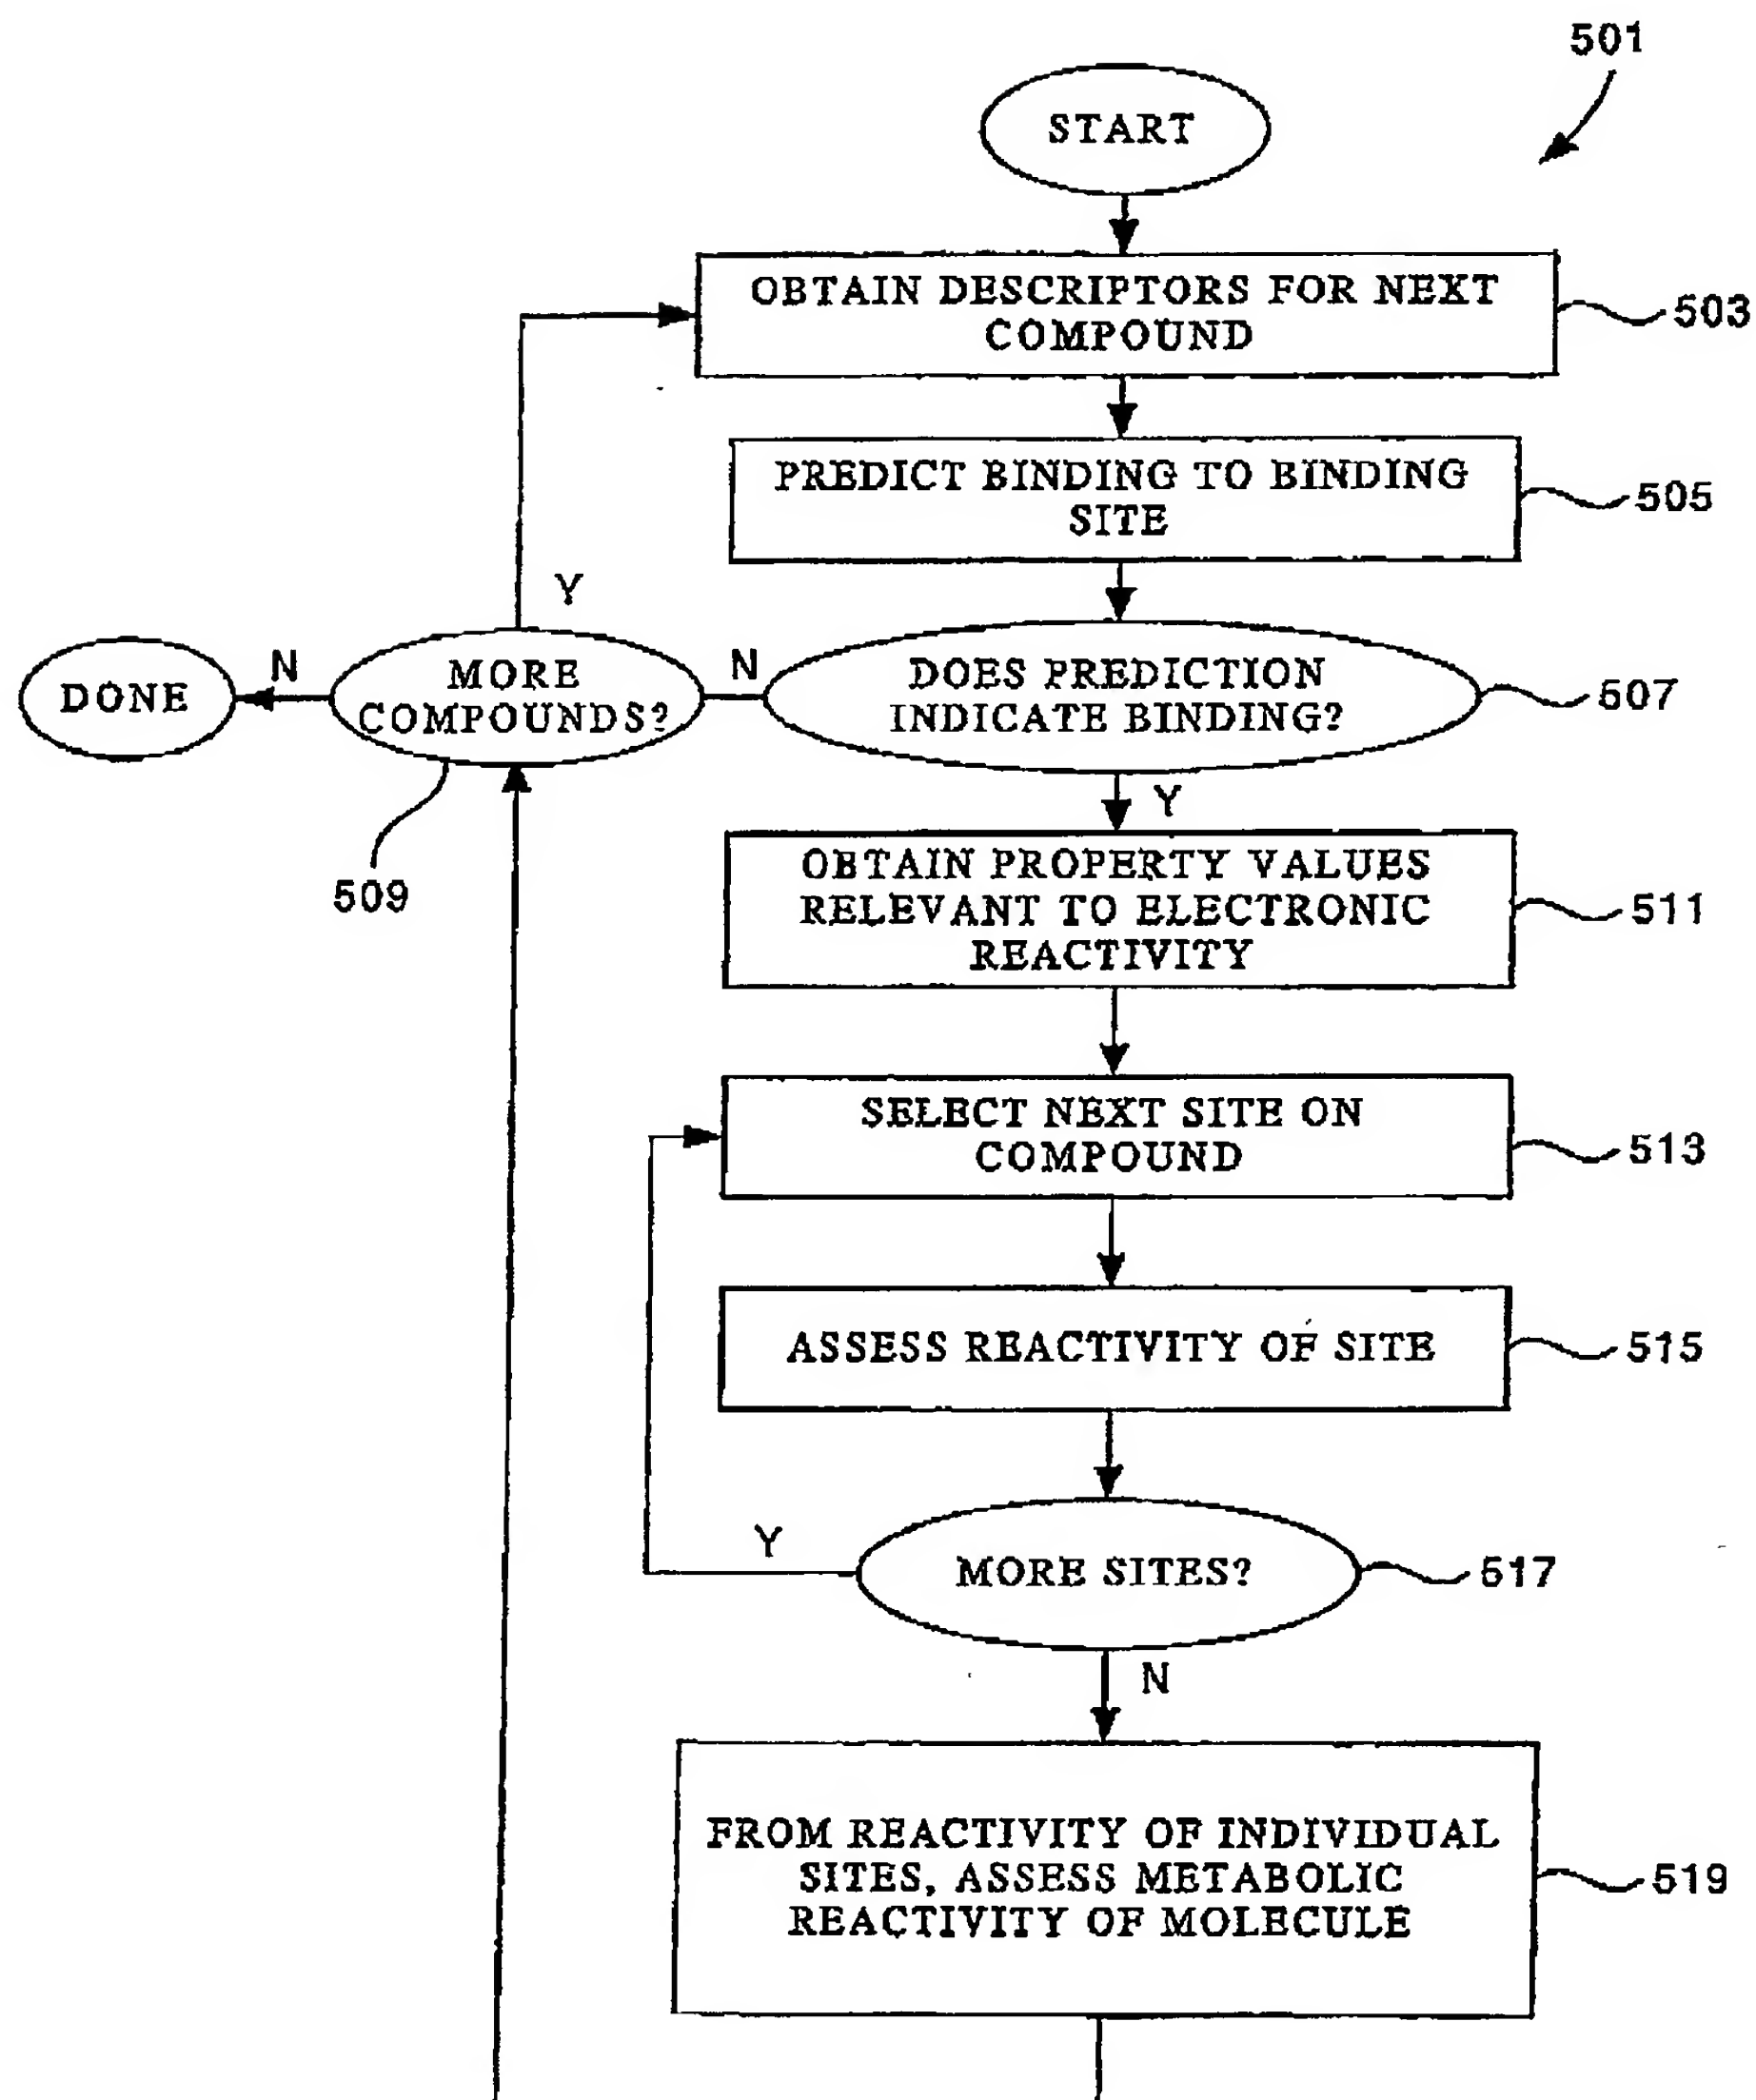 501
START
OBTAIN DESCRIPTORS FOR NEXT
COMPOUND
503
PREDICT BINDING TO BINDING
SITE
505
Y
DONE
N
MORE
COMPOUNDS?
N
DOES PREDICTION
INDICATE BINDING?
507
509
Y
OBTAIN PROPERTY VALUES
RELEVANT TO ELECTRONIC
REACTIVITY
511
SELECT NEXT SITE ON
COMPOUND
513
ASSESS REACTIVITY OF SITE
515
Y
MORE SITES?
517
N
FROM REACTIVITY OF INDIVIDUAL
SITES, ASSESS METABOLIC
REACTIVITY OF MOLECULE
519